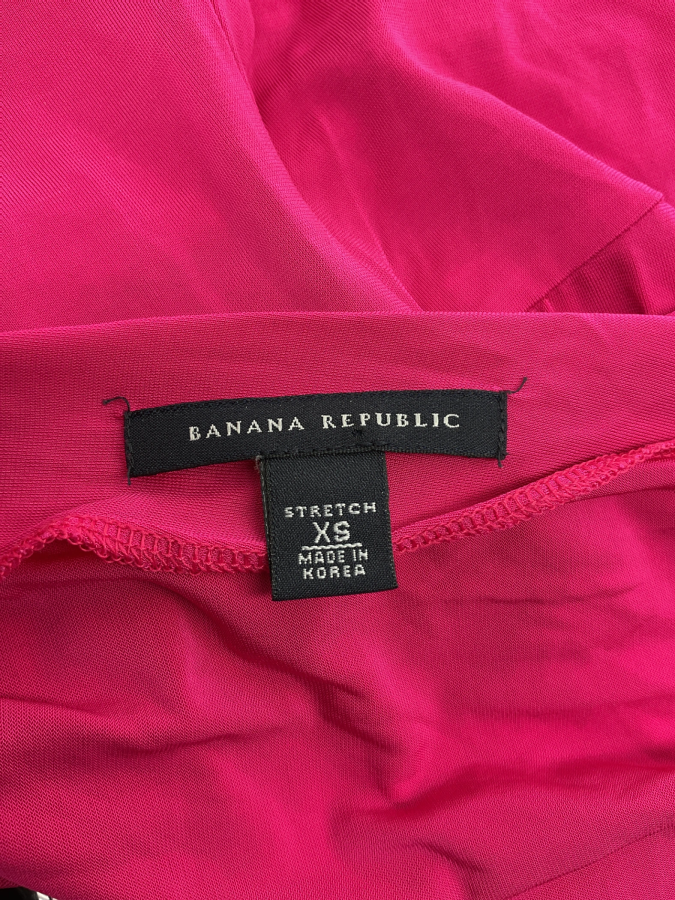 BANANA REPUBLIC
STRETCH
XS
MADE IN
KOREA